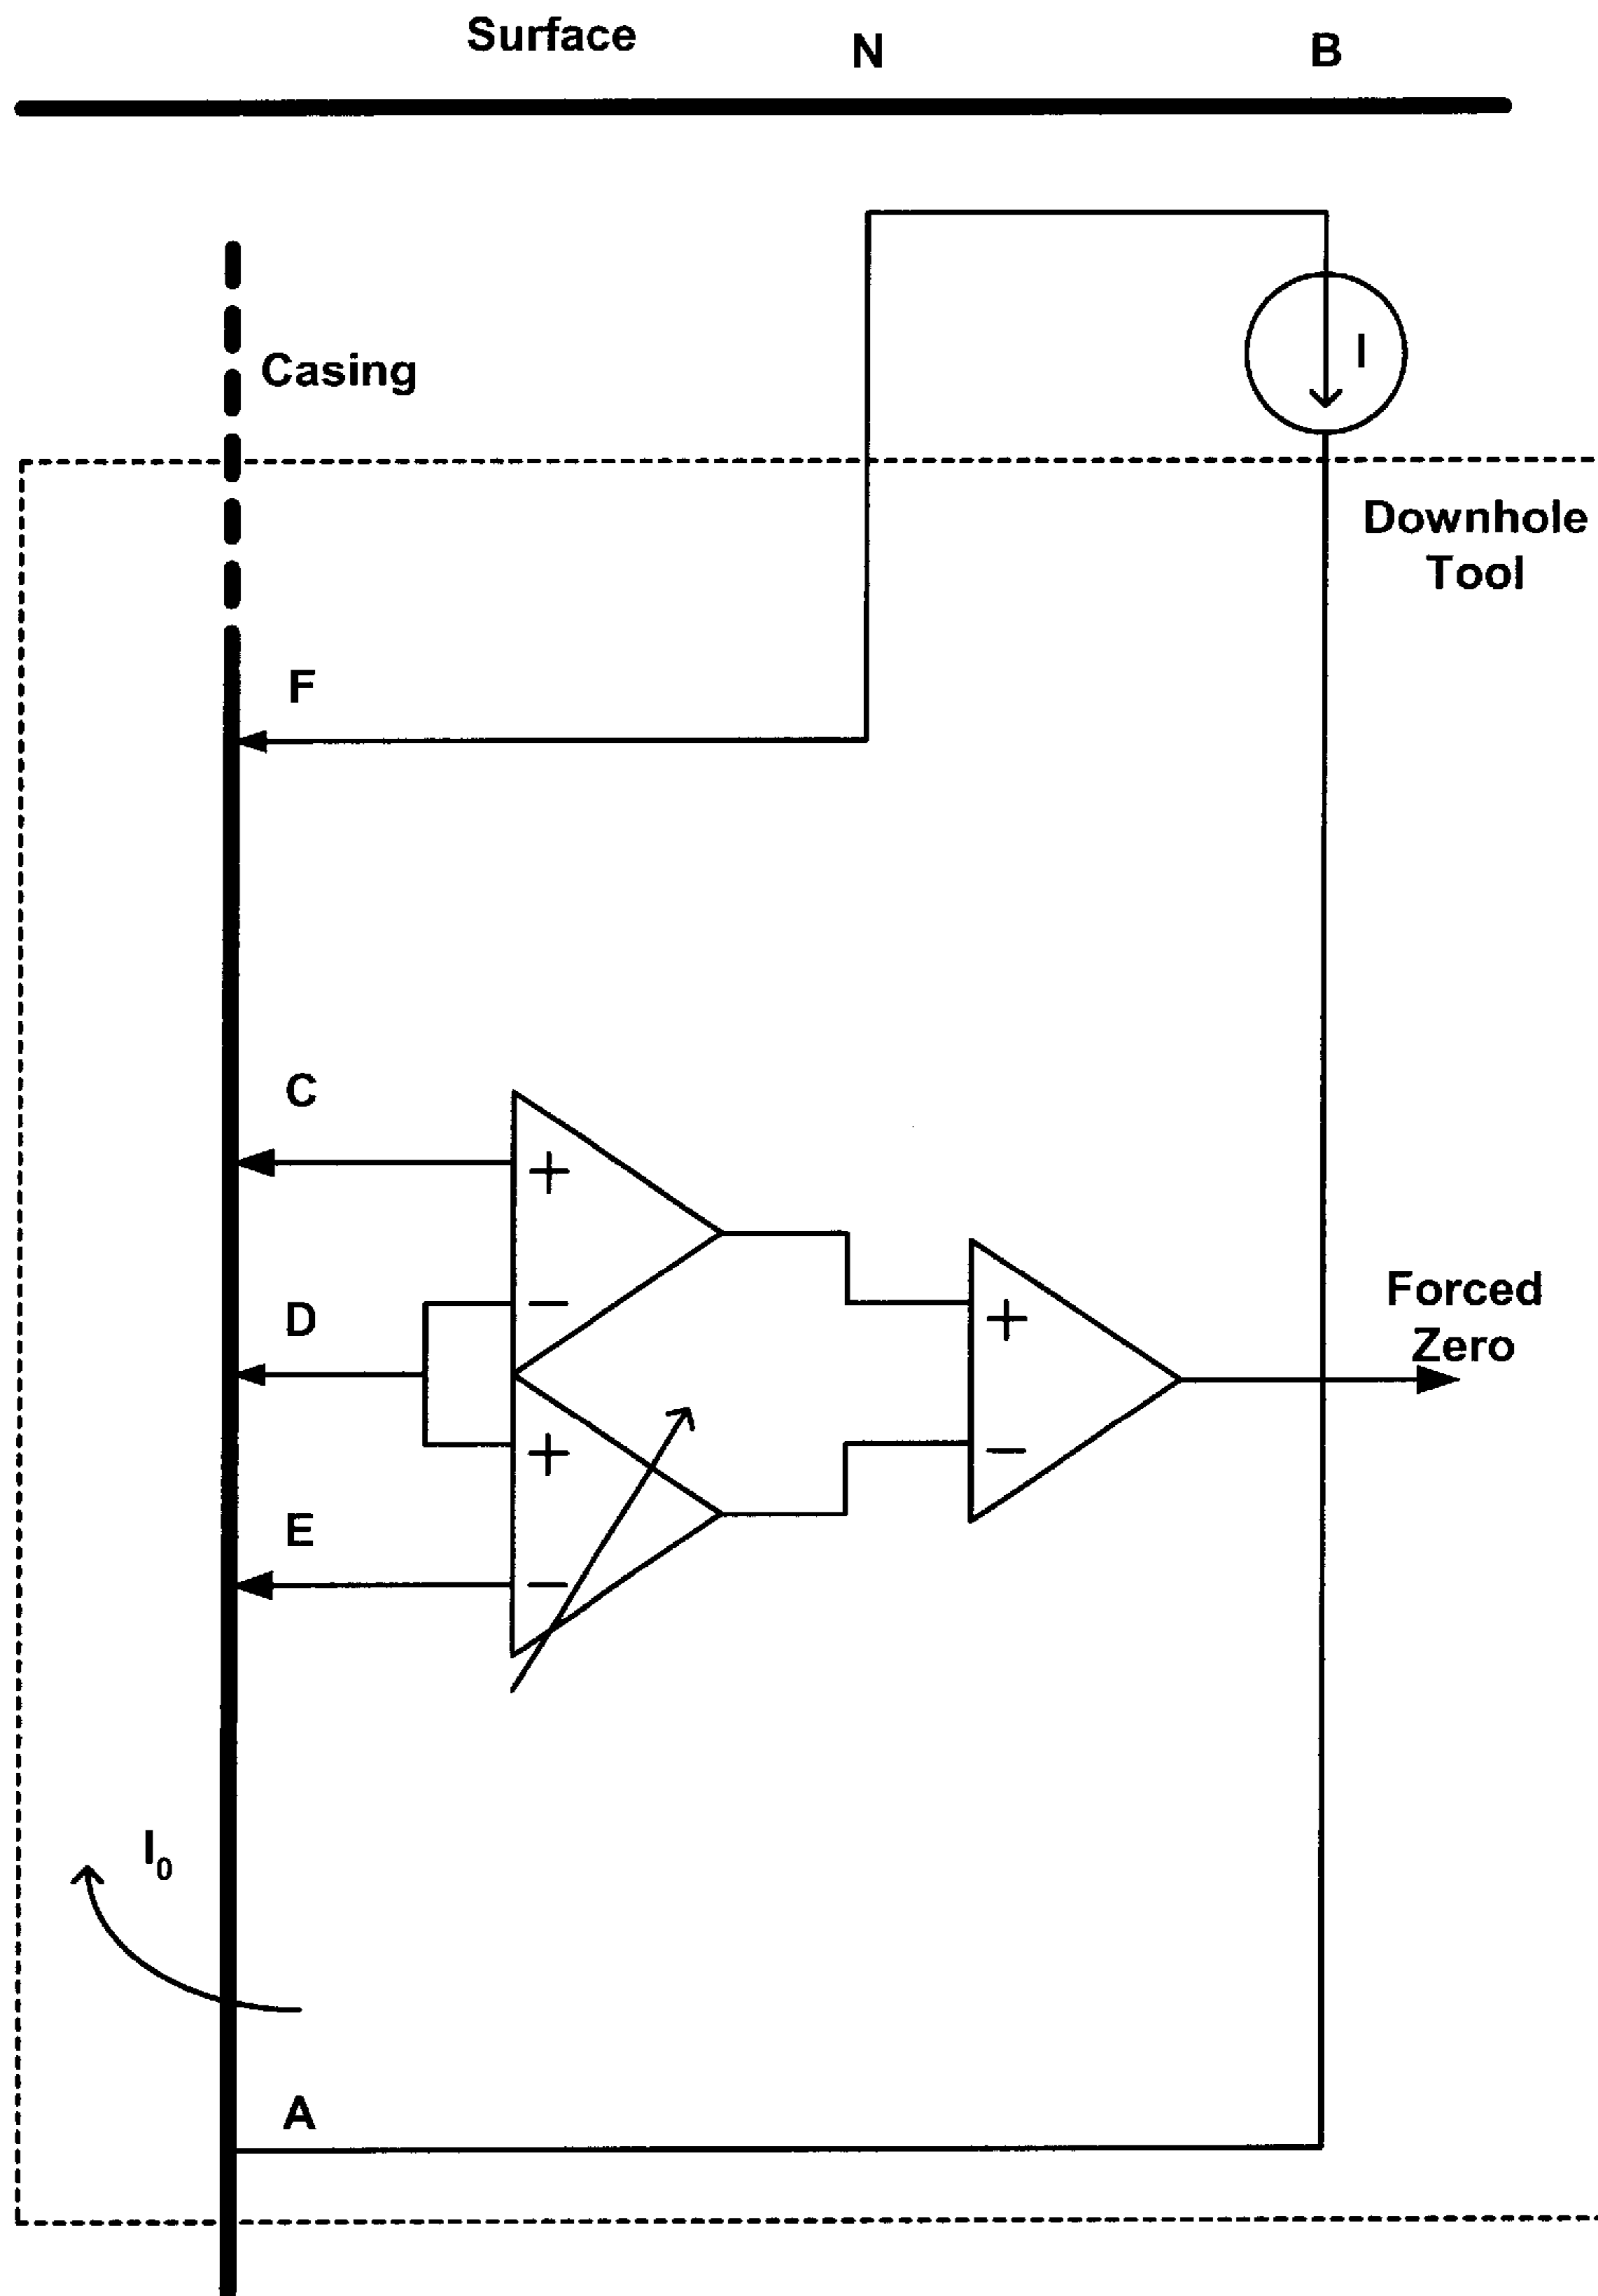 Surface
N
B
Casing
I
Downhole
Tool
F
C
+
−
D
+
−
E
+
−
Forced
Zero
I₀
A